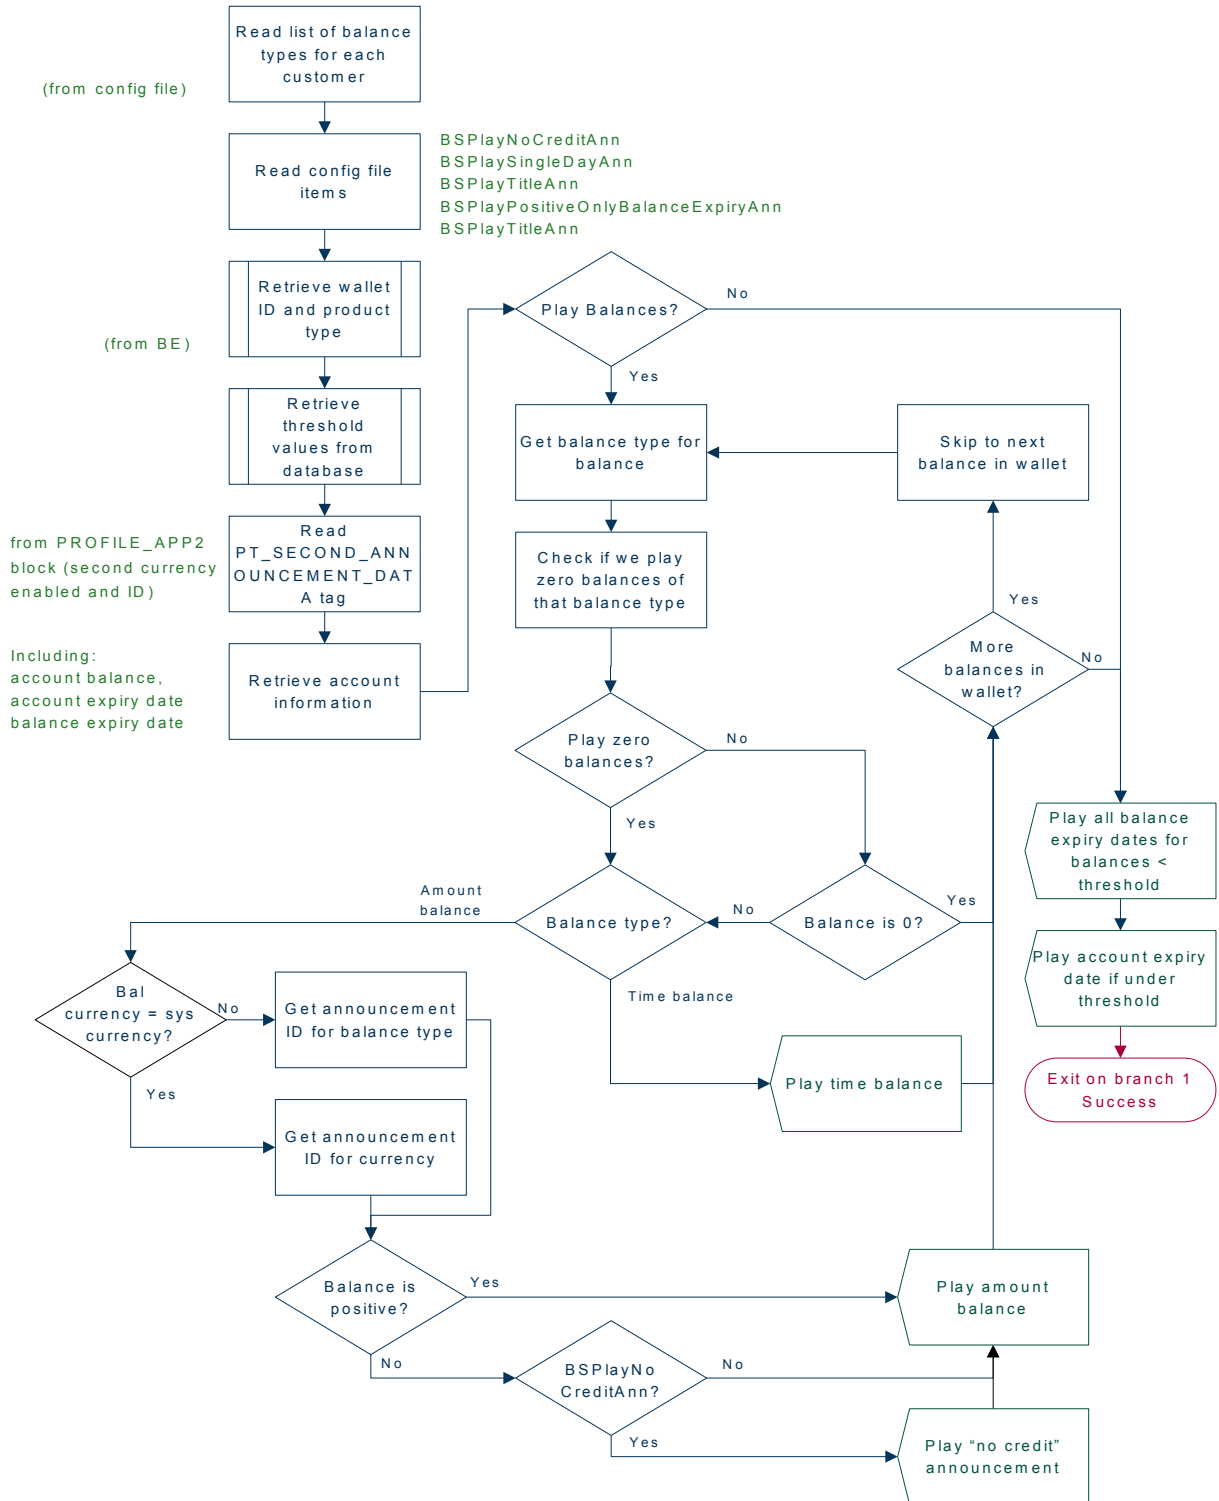 Read list of balance
types for each
customer
(from config file)
Read config file
items
BSPlayNoCreditAnn
BSPlaySingleDayAnn
BSPlayTitleAnn
BSPlayPositiveOnlyBalanceExpiryAnn
BSPlayTitleAnn
Retrieve wallet
ID and product
type
(from BE)
Retrieve
threshold
values from
database
Read
PT_SECOND_ANN
OUNCEMENT_DAT
A tag
from PROFILE_APP2
block (second currency
enabled and ID)
Retrieve account
information
Including:
account balance,
account expiry date
balance expiry date
Play Balances?
No
Yes
Get balance type for
balance
Skip to next
balance in wallet
Check if we play
zero balances of
that balance type
Yes
More
balances in
wallet?
No
Play zero
balances?
No
Yes
Balance type?
Amount
balance
No
Balance is 0?
Yes
Time balance
Play all balance
expiry dates for
balances <
threshold
Play account expiry
date if under
threshold
Exit on branch 1
Success
Bal
currency = sys
currency?
No
Yes
Get announcement
ID for balance type
Play time balance
Get announcement
ID for currency
Balance is
positive?
Yes
No
Play amount
balance
BSPlayNo
CreditAnn?
No
Yes
Play “no credit”
announcement